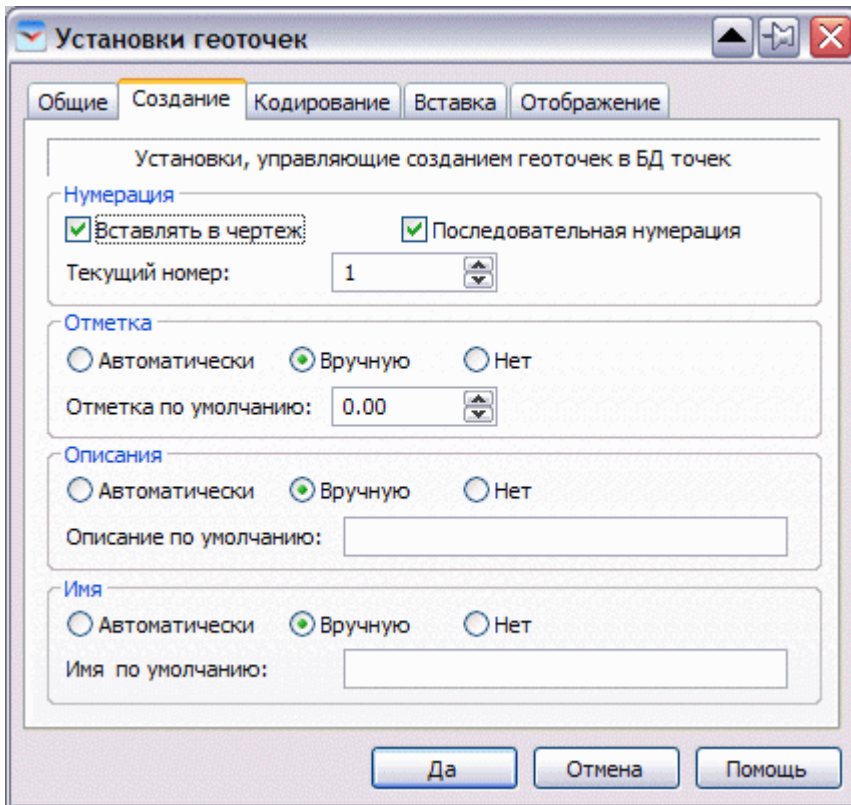 Установки геоточек
Общие Создание Кодирование Вставка Отображение
Установки, управляющие созданием геоточек в БД точек
Нумерация
Вставлять в чертеж Последовательная нумерация
Текущий номер: 1
Отметка
Автоматически Вручную Нет
Отметка по умолчанию: 0.00
Описания
Автоматически Вручную Нет
Описание по умолчанию:
Имя
Автоматически Вручную Нет
Имя по умолчанию:
Да Отмена Помощь